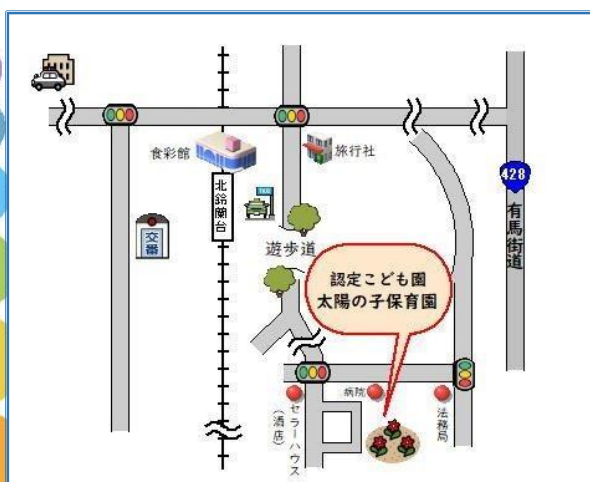 食彩館
旅行社
TAXI
北鈴蘭台
交番
遊歩道
428
有馬街道
認定こども園
太陽の子保育園
セラーハウス
(酒店)
病院
法務局